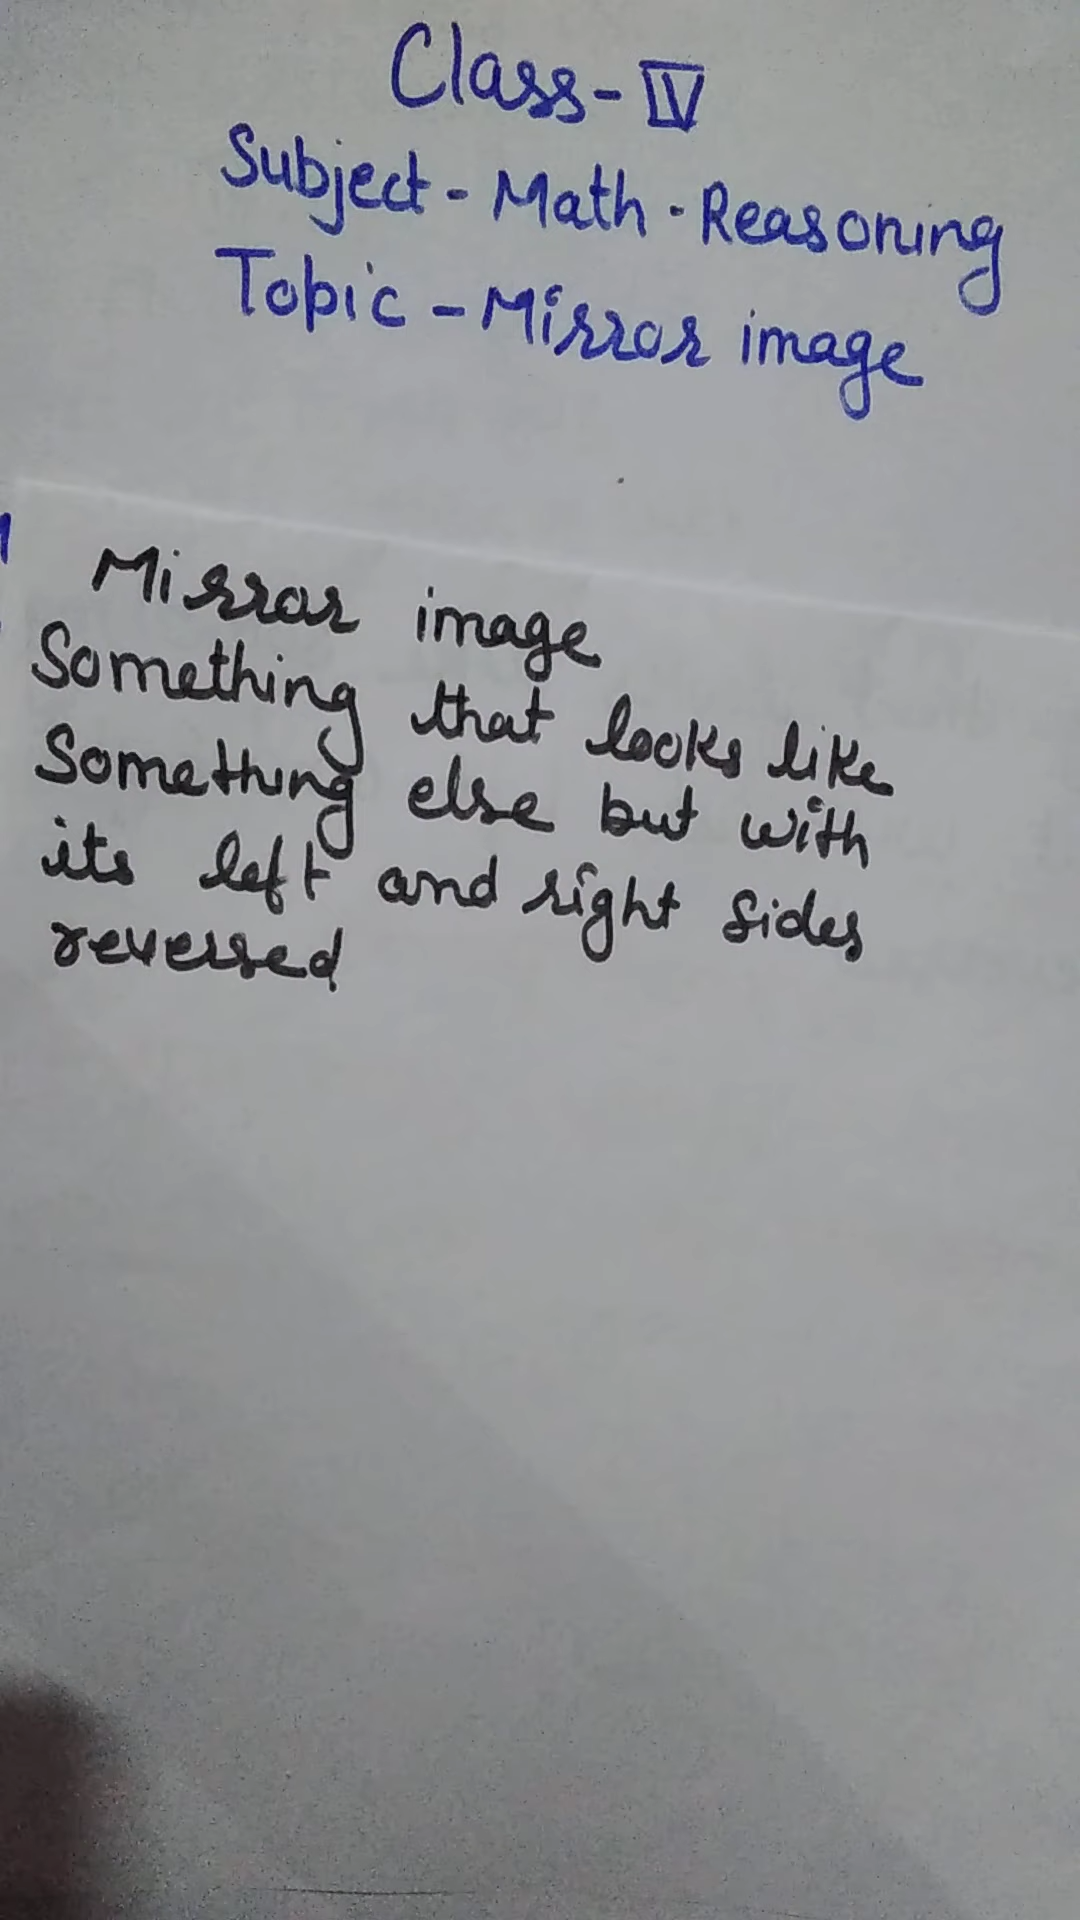 Class-IV
Subject-Math-Reasoning
Topic-Mirror image
Mirror image
Something that looks like
Something else but with
its left and right sides
reversed